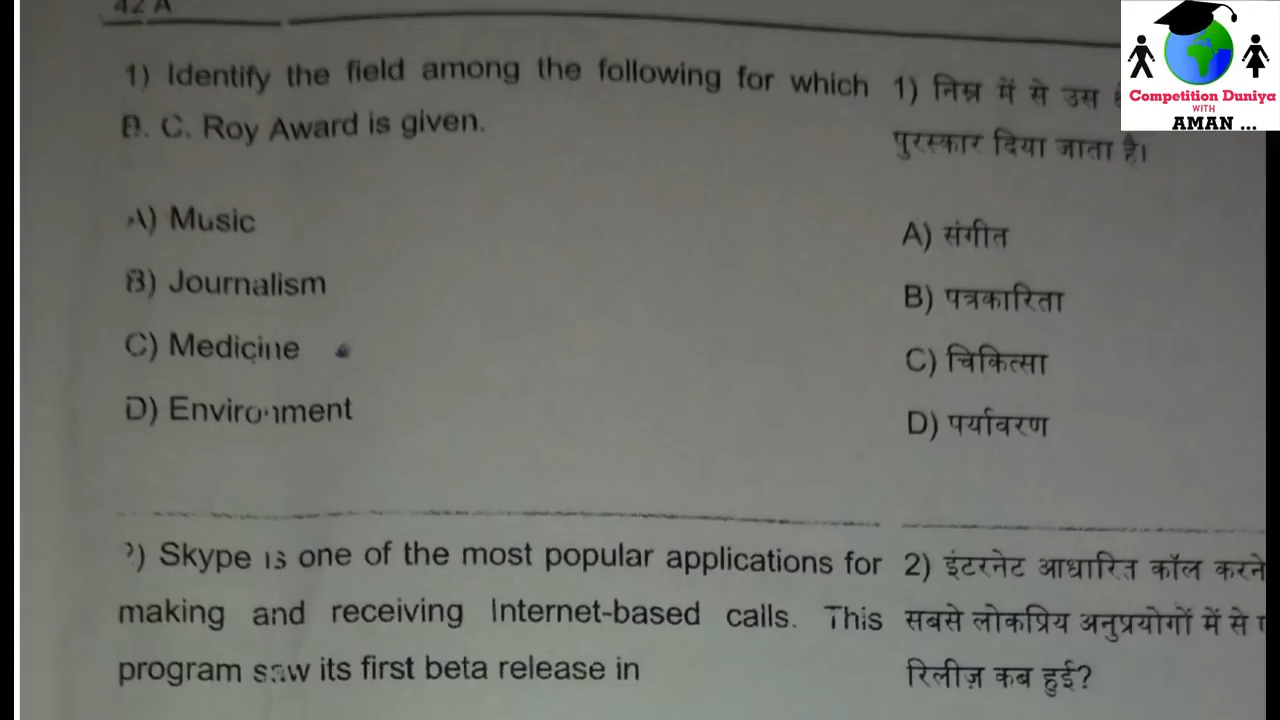 42 A
1) Identify the field among the following for which
B. C. Roy Award is given.
A) Music
B) Journalism
C) Medicine
D) Environment
2) Skype is one of the most popular applications for
making and receiving Internet-based calls. This
program saw its first beta release in
1) निम्न में से उस
पुरस्कार दिया जाता है।
A) संगीत
B) पत्रकारिता
C) चिकित्सा
D) पर्यावरण
2) इंटरनेट आधारित कॉल करने
सबसे लोकप्रिय अनुप्रयोगों में से
रिलीज़ कब हुई?
Competition Duniya
WITH
AMAN ...